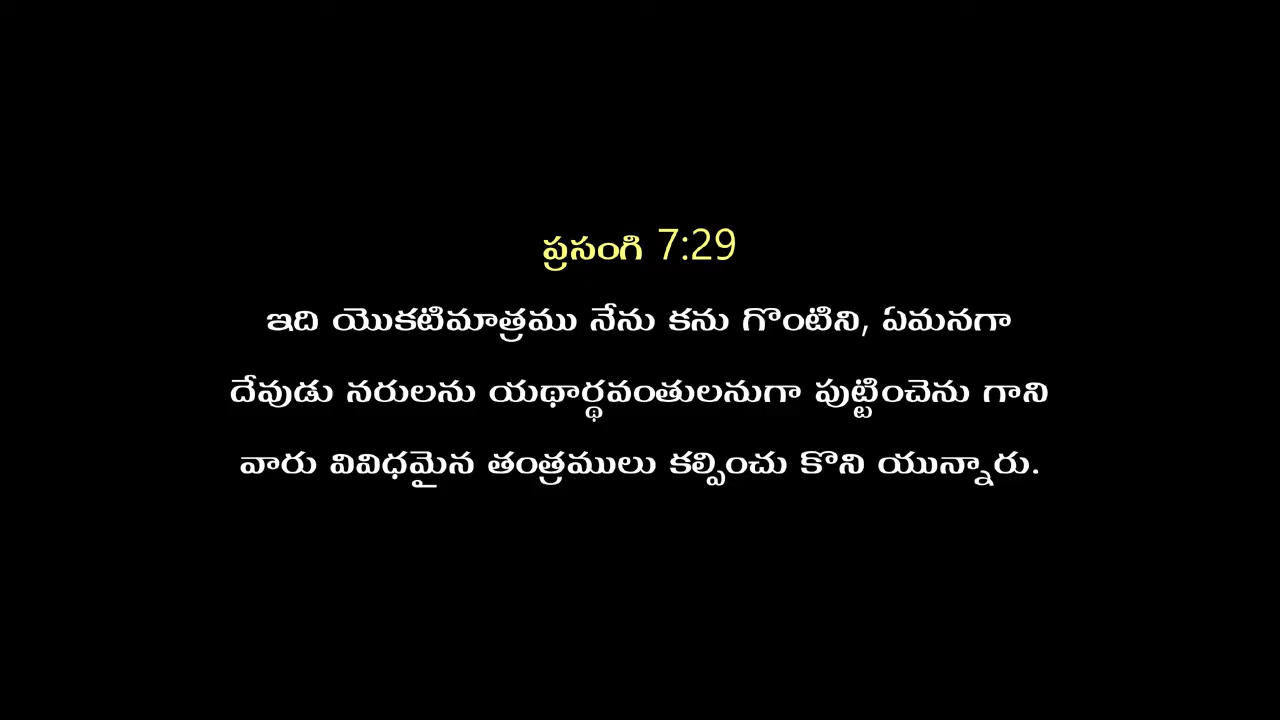 ప్రసంగి 7:29
ఇది యొకటిమాత్రము నేను కను గొంటిని, ఏమనగా
దేవుడు నరులను యథార్థవంతులనుగా పుట్టించెను గాని
వారు వివిధమైన తంత్రములు కల్పించు కొని యున్నారు.